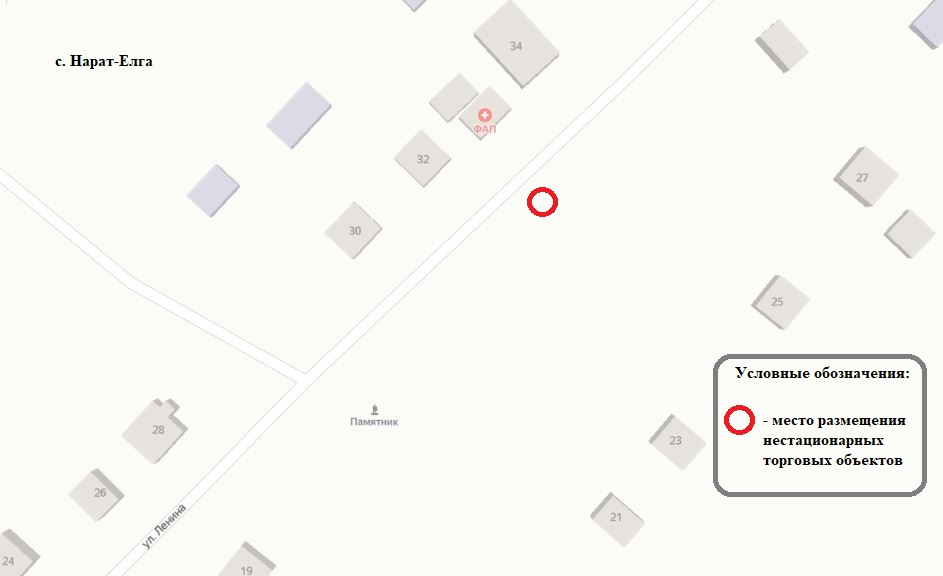 34
с. Нарат-Елга
ФАП
32
27
30
25
Условные обозначения:
Памятник
- место размещения
нестационарных
торговых объектов
28
23
26
21
ул. Ленина
24
19